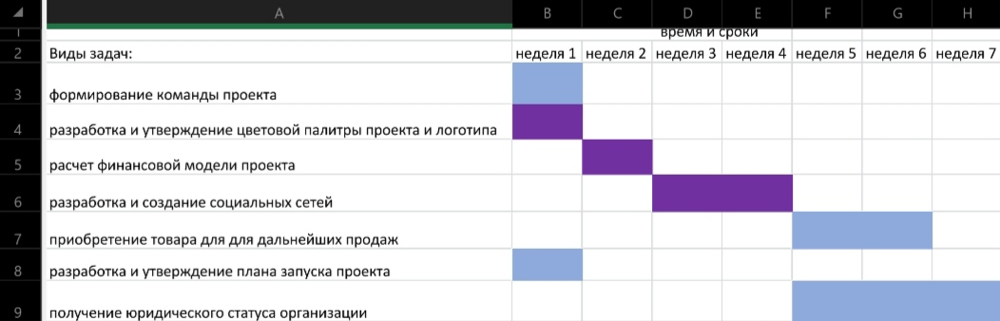 A B C D E F G H
1 время и сроки
2 Виды задач: неделя 1 неделя 2 неделя 3 неделя 4 неделя 5 неделя 6 неделя 7
3 формирование команды проекта
4 разработка и утверждение цветовой палитры проекта и логотипа
5 расчет финансовой модели проекта
6 разработка и создание социальных сетей
7 приобретение товара для для дальнейших продаж
8 разработка и утверждение плана запуска проекта
9 получение юридического статуса организации